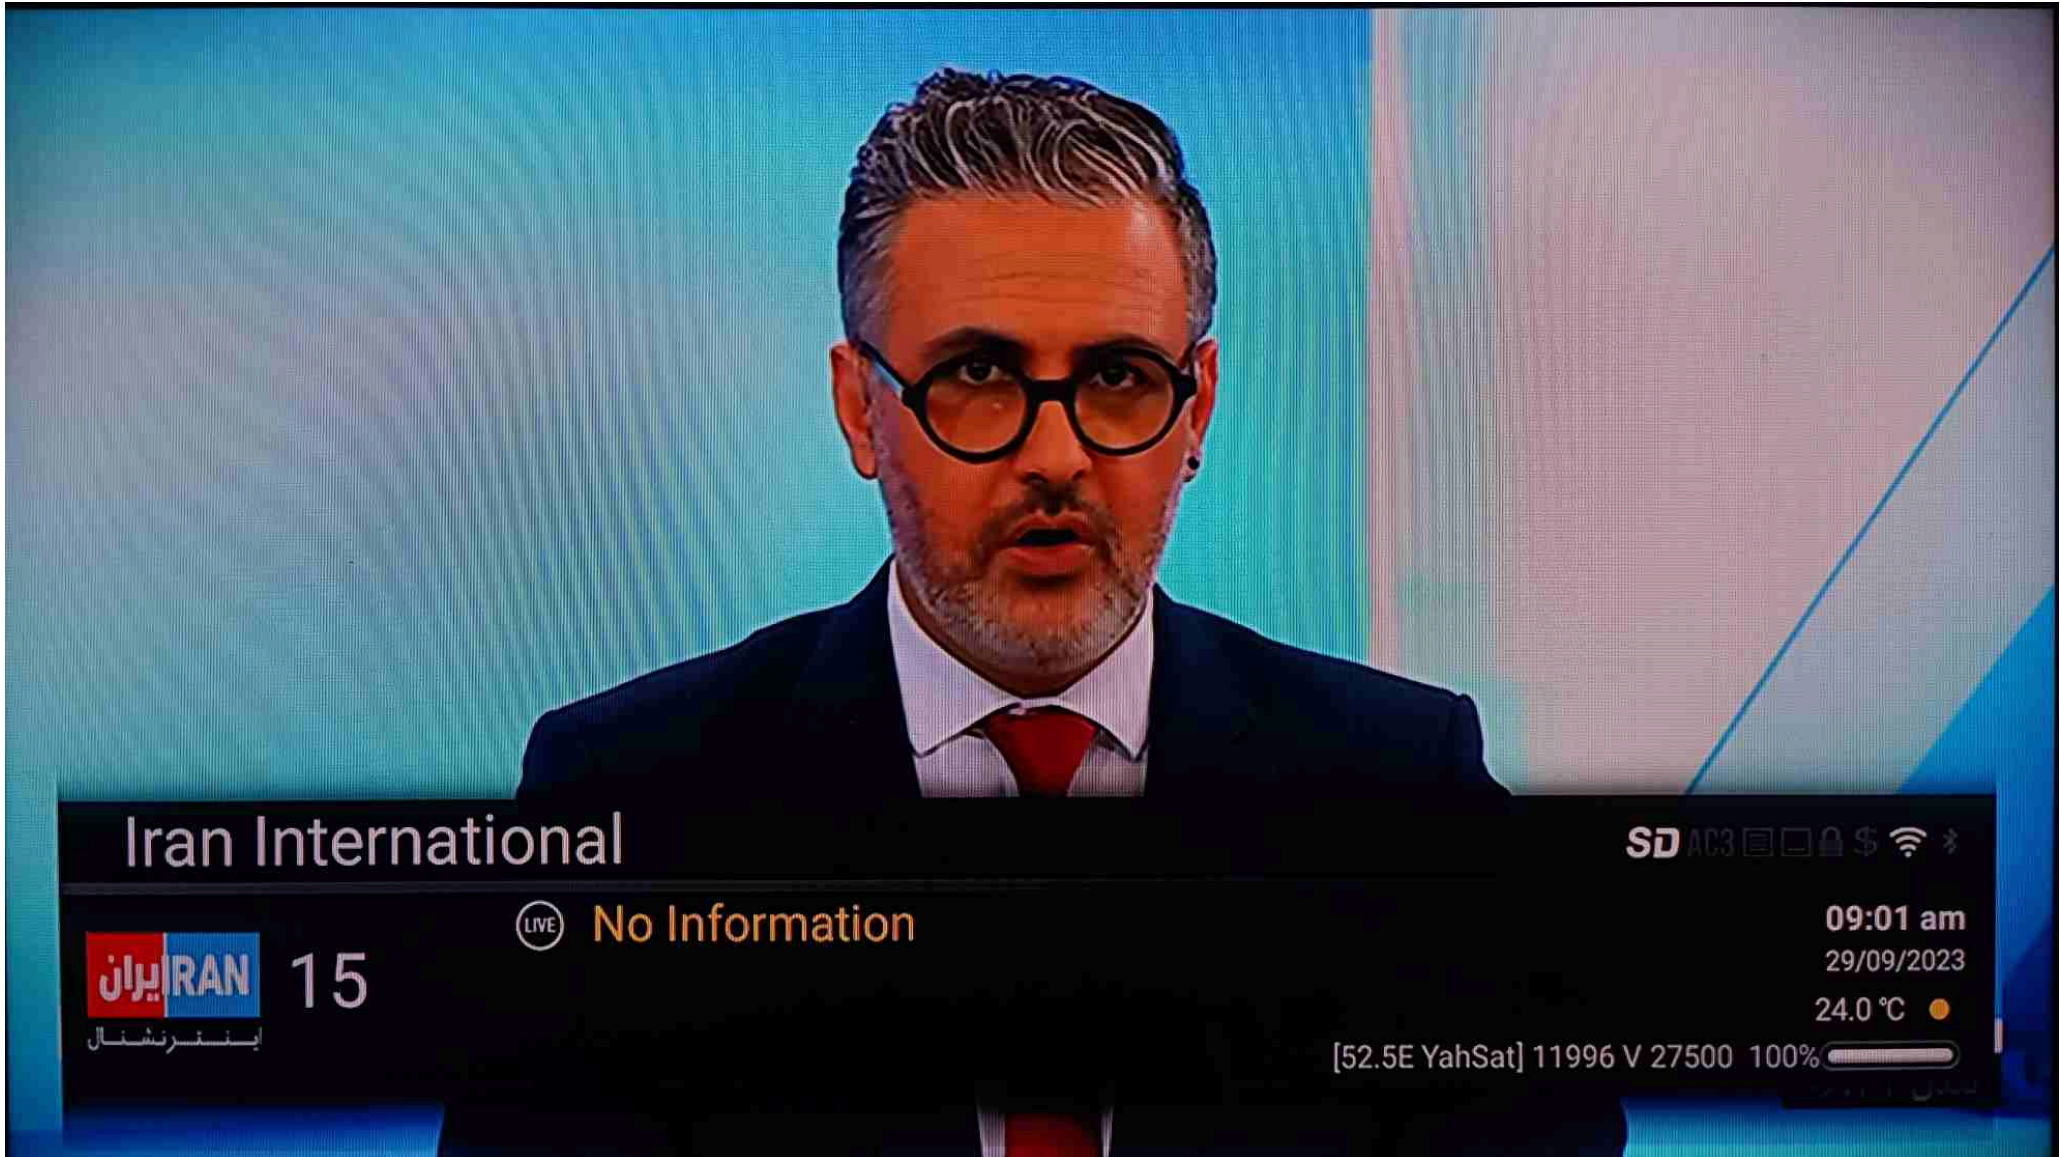 Iran International
SD AC3 $
LIVE No Information
09:01 am
29/09/2023
24.0 °C
ایران IRAN
اینترنشنال
15
[52.5E YahSat] 11996 V 27500 100%